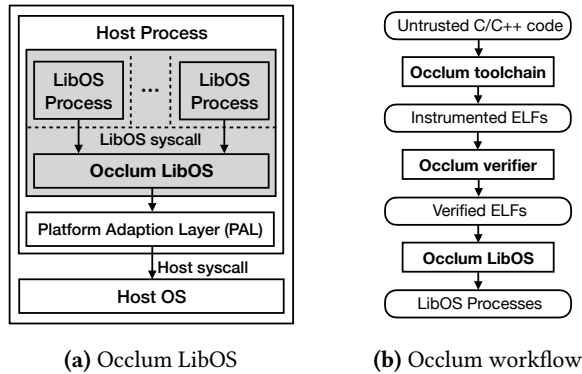 Host Process
LibOS
Process
...
LibOS
Process
LibOS syscall
Occlum LibOS
Platform Adaption Layer (PAL)
Host syscall
Host OS
(a) Occlum LibOS
Untrusted C/C++ code
Occlum toolchain
Instrumented ELFs
Occlum verifier
Verified ELFs
Occlum LibOS
LibOS Processes
(b) Occlum workflow